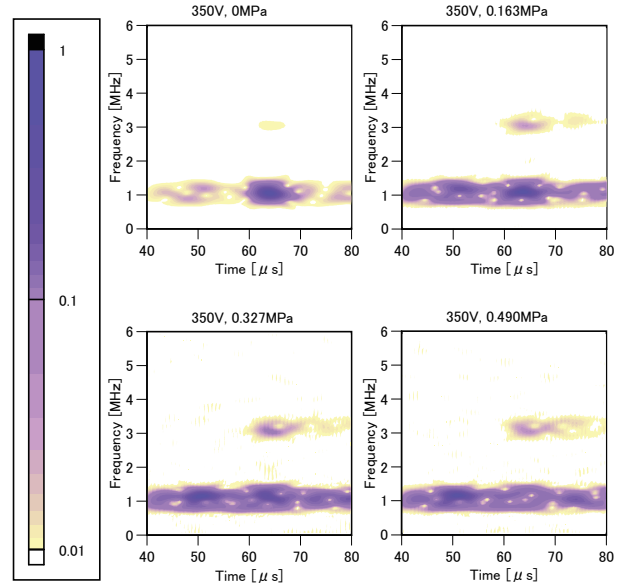 1
0.1
0.01
350V, 0MPa
6
5
4
3
2
1
0
Frequency [MHz]
40 50 60 70 80
Time [μs]
350V, 0.163MPa
6
5
4
3
2
1
0
Frequency [MHz]
40 50 60 70 80
Time [μs]
350V, 0.327MPa
6
5
4
3
2
1
0
Frequency [MHz]
40 50 60 70 80
Time [μs]
350V, 0.490MPa
6
5
4
3
2
1
0
Frequency [MHz]
40 50 60 70 80
Time [μs]